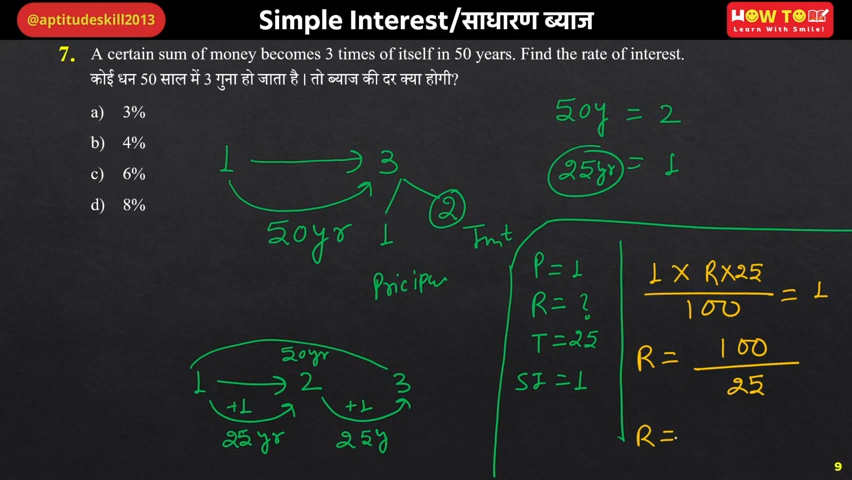 @aptitudeskill2013
Simple Interest/साधारण ब्याज
HOW TO
Learn With Smile!
7. A certain sum of money becomes 3 times of itself in 50 years. Find the rate of interest.
कोई धन 50 साल में 3 गुना हो जाता है। तो ब्याज की दर क्या होगी?
a) 3%
b) 4%
c) 6%
d) 8%
1 → 3
50yr
1
2
Pricipa
Int
50y = 2
25yr = 1
P = 1
R = ?
T = 25
SI = 1
1 × R × 25
100
= 1
R = 100
25
R =
50yr
1 → 2 3
+1 +1
25yr 25y
9